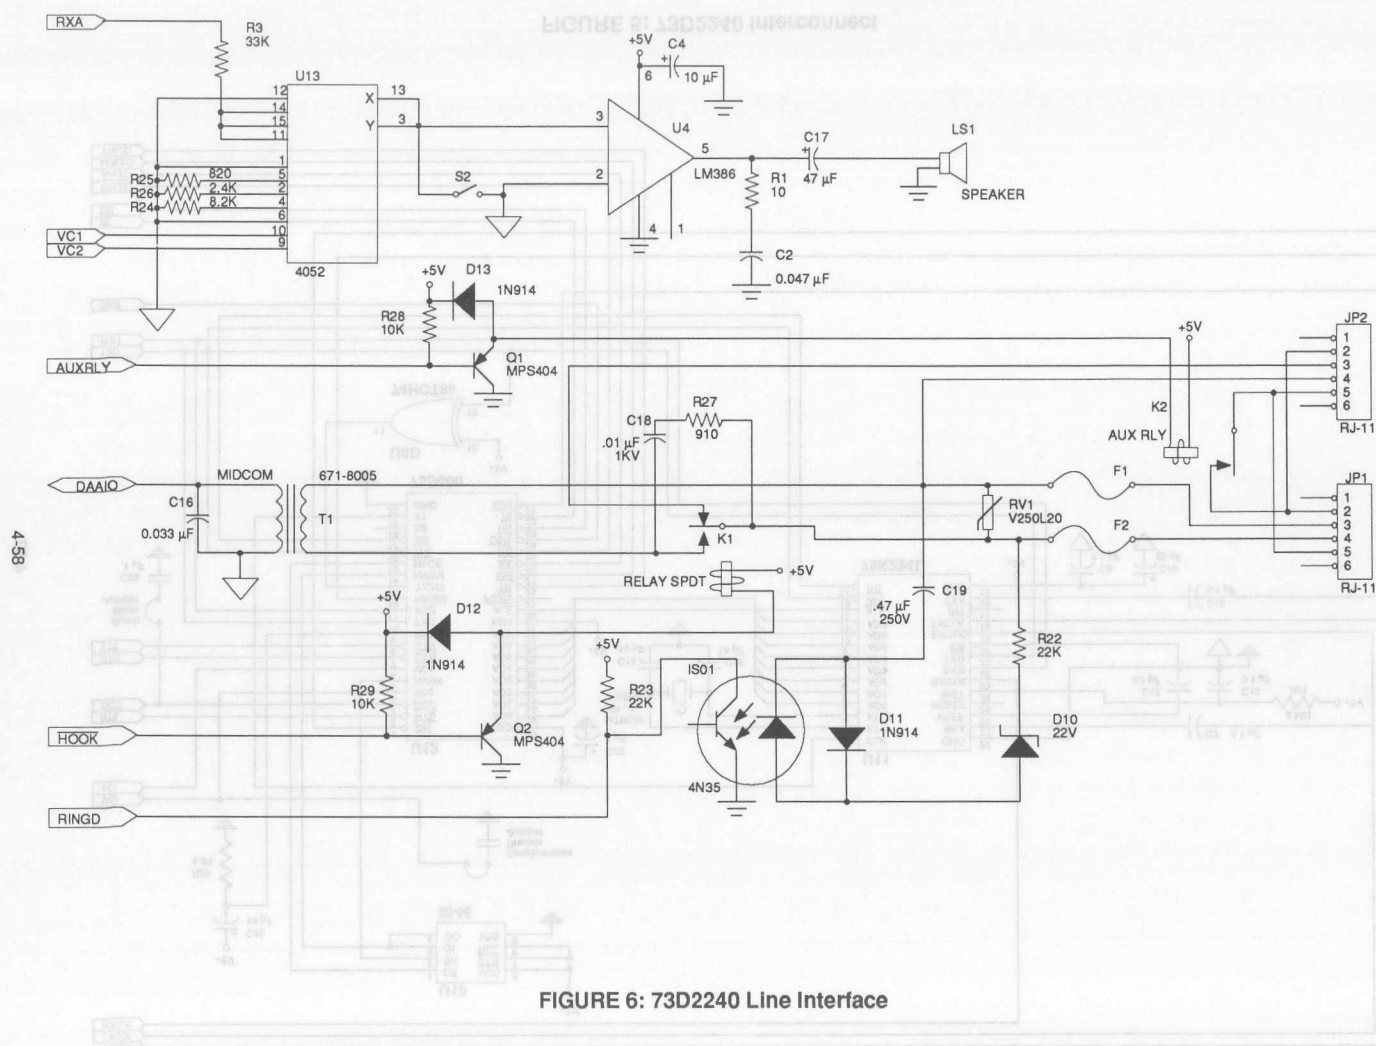 RXA
R3
33K
+5V
C4
+
10 µF
6
U13
12
14
15
11
1
5
2
4
6
10
9
X
Y
13
3
4052
R25
820
R26
2.4K
R24
8.2K
VC1
VC2
S2
3
2
U4
5
LM386
4
1
C17
+
47 µF
R1
10
C2
0.047 µF
LS1
SPEAKER
+5V
D13
1N914
R28
10K
AUXRLY
Q1
MPS404
JP2
1
2
3
4
5
6
RJ-11
+5V
K2
AUX RLY
C18
.01 µF
1KV
R27
910
DAAIO
C16
0.033 µF
MIDCOM
671-8005
T1
K1
RELAY SPDT
+5V
RV1
V250L20
F1
F2
JP1
1
2
3
4
5
6
RJ-11
+5V
D12
1N914
R29
10K
HOOK
Q2
MPS404
+5V
R23
22K
RINGD
IS01
4N35
C19
.47 µF
250V
D11
1N914
R22
22K
D10
22V
4-58
FIGURE 6: 73D2240 Line Interface